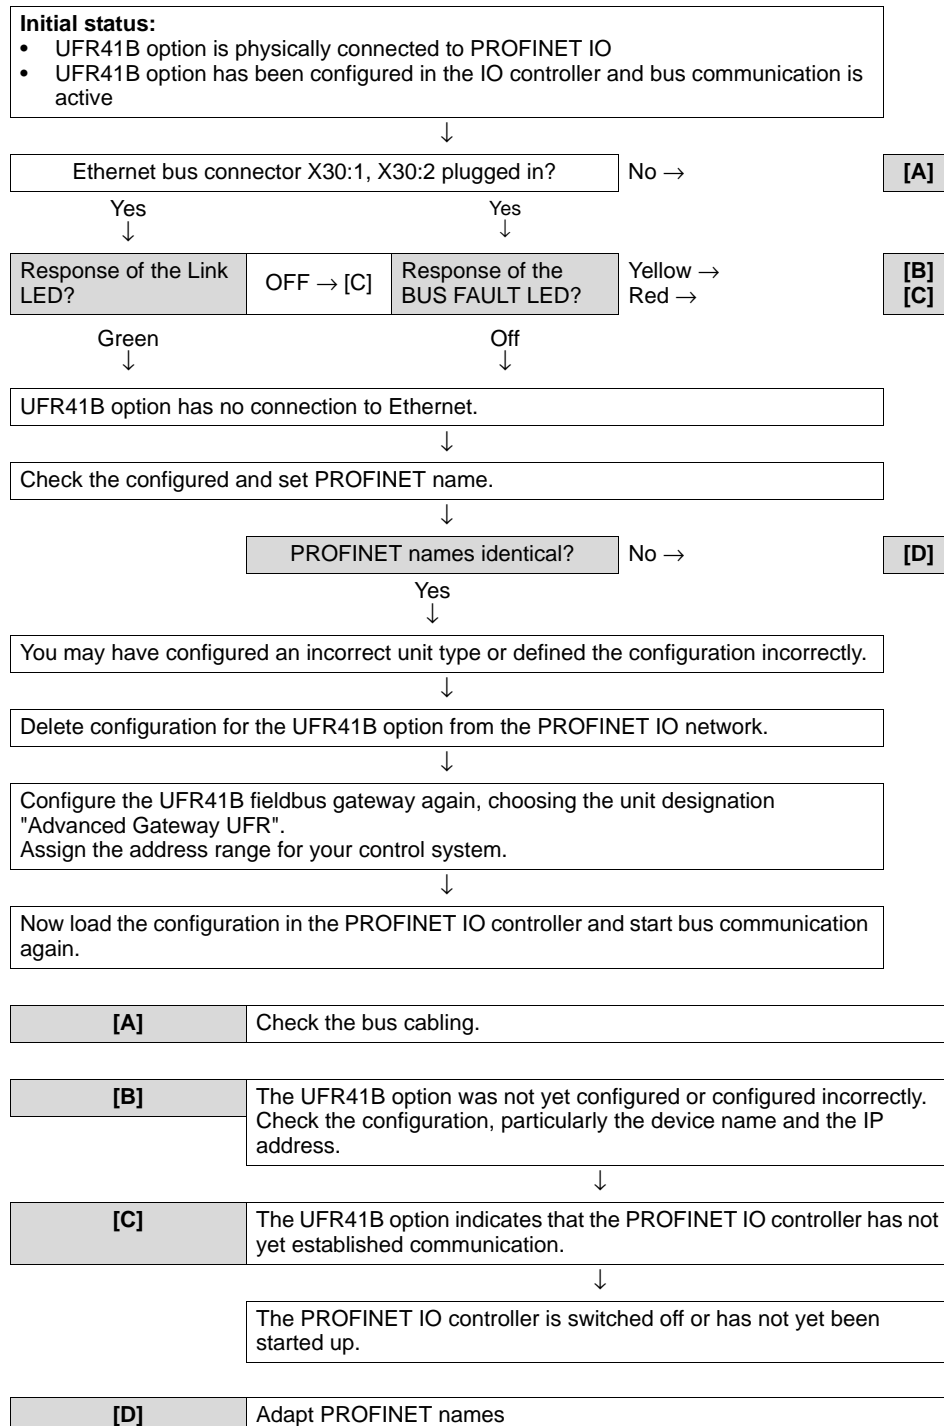 Initial status:
• UFR41B option is physically connected to PROFINET IO
• UFR41B option has been configured in the IO controller and bus communication is
active
↓
Ethernet bus connector X30:1, X30:2 plugged in? No → [A]
Yes Yes
↓ ↓
Response of the Link
LED?
OFF → [C]
Response of the
BUS FAULT LED?
Yellow → [B]
Red → [C]
Green Off
↓ ↓
UFR41B option has no connection to Ethernet.
↓
Check the configured and set PROFINET name.
↓
PROFINET names identical? No → [D]
Yes
↓
You may have configured an incorrect unit type or defined the configuration incorrectly.
↓
Delete configuration for the UFR41B option from the PROFINET IO network.
↓
Configure the UFR41B fieldbus gateway again, choosing the unit designation
"Advanced Gateway UFR".
Assign the address range for your control system.
↓
Now load the configuration in the PROFINET IO controller and start bus communication
again.
[A] Check the bus cabling.
[B] The UFR41B option was not yet configured or configured incorrectly.
Check the configuration, particularly the device name and the IP
address.
↓
[C] The UFR41B option indicates that the PROFINET IO controller has not
yet established communication.
↓
The PROFINET IO controller is switched off or has not yet been
started up.
[D] Adapt PROFINET names